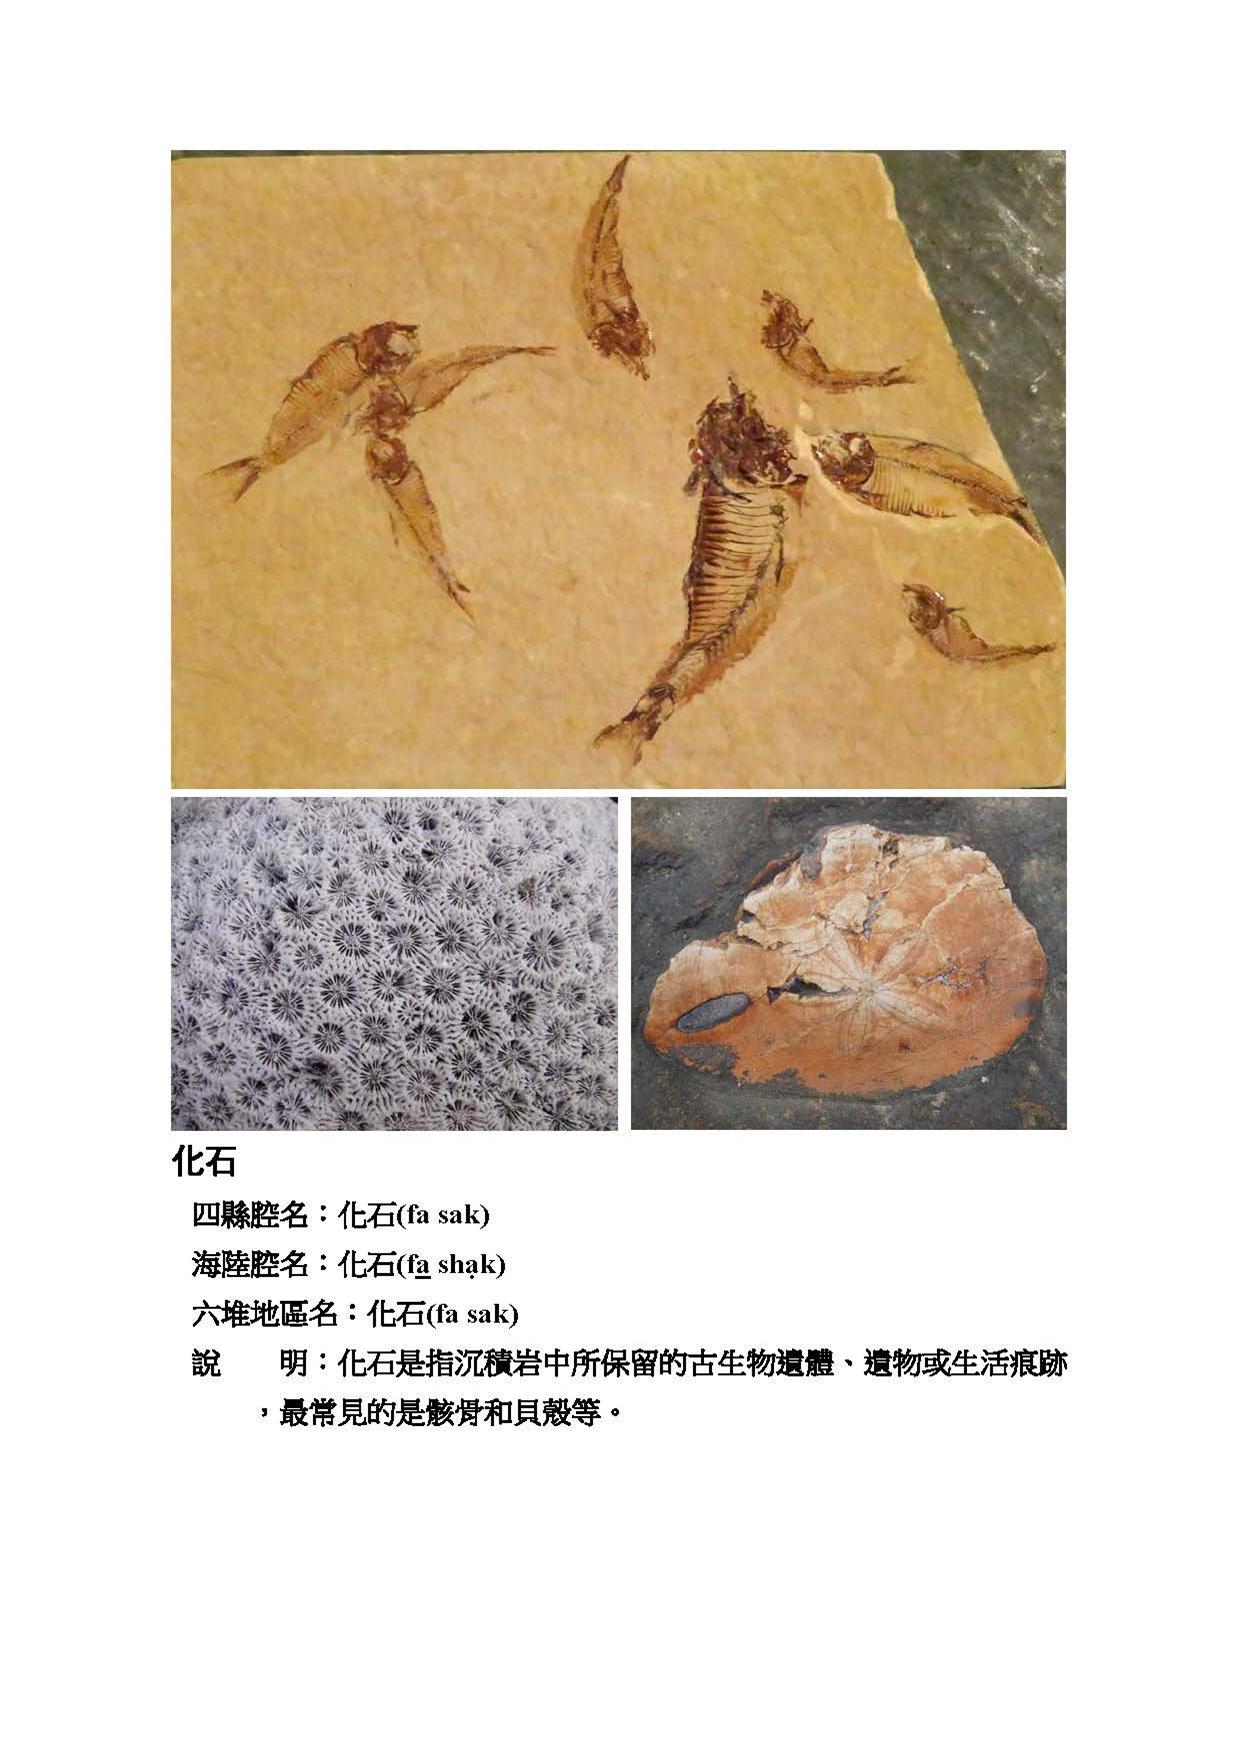 化石
四縣腔名：化石(fa sak)
海陸腔名：化石(fa̲ shạk)
六堆地區名：化石(fa sak)
說　　明：化石是指沉積岩中所保留的古生物遺體、遺物或生活痕跡
，最常見的是骸骨和貝殼等。